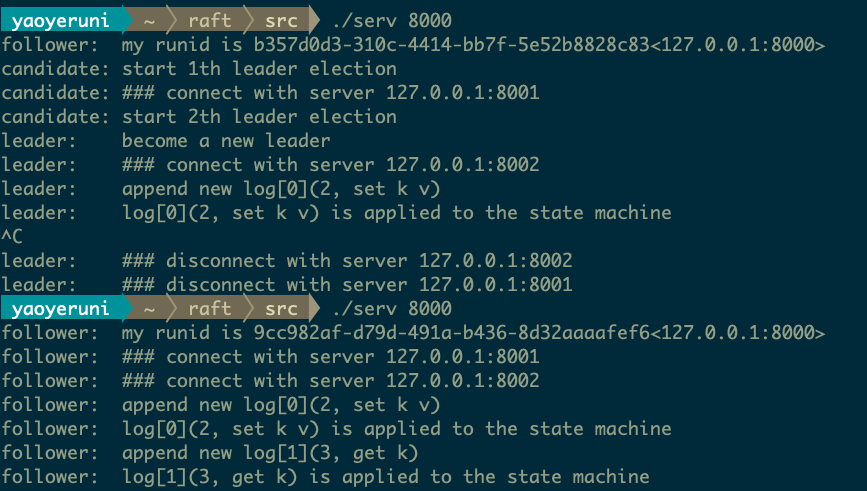 yaoyeruni ~ raft src ./serv 8000
follower: my runid is b357d0d3-310c-4414-bb7f-5e52b8828c83<127.0.0.1:8000>
candidate: start 1th leader election
candidate: ### connect with server 127.0.0.1:8001
candidate: start 2th leader election
leader: become a new leader
leader: ### connect with server 127.0.0.1:8002
leader: append new log[0](2, set k v)
leader: log[0](2, set k v) is applied to the state machine
^C
leader: ### disconnect with server 127.0.0.1:8002
leader: ### disconnect with server 127.0.0.1:8001
yaoyeruni ~ raft src ./serv 8000
follower: my runid is 9cc982af-d79d-491a-b436-8d32aaaafef6<127.0.0.1:8000>
follower: ### connect with server 127.0.0.1:8001
follower: ### connect with server 127.0.0.1:8002
follower: append new log[0](2, set k v)
follower: log[0](2, set k v) is applied to the state machine
follower: append new log[1](3, get k)
follower: log[1](3, get k) is applied to the state machine